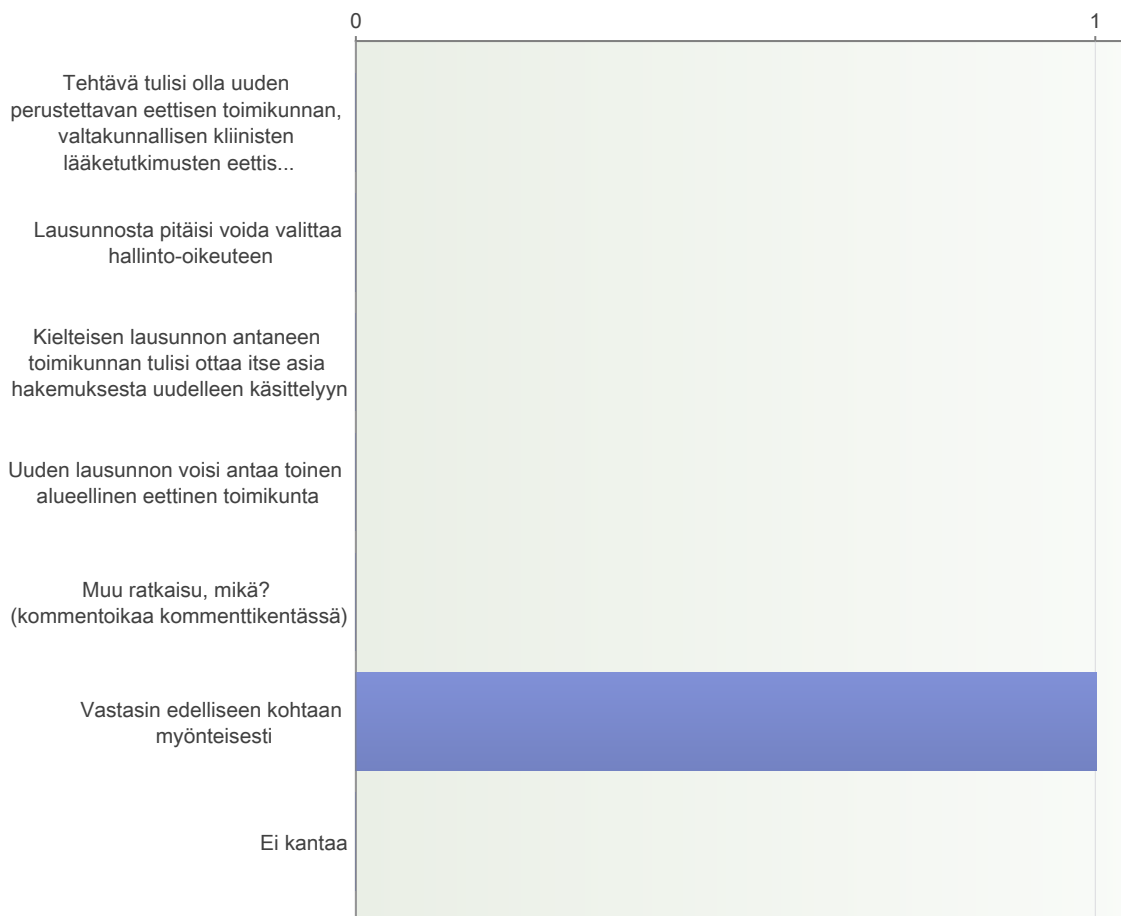 0
1
Tehtävä tulisi olla uuden
perustettavan eettisen toimikunnan,
valtakunnallisen kliinisten
lääketutkimusten eettis...
Lausunnosta pitäisi voida valittaa
hallinto-oikeuteen
Kielteisen lausunnon antaneen
toimikunnan tulisi ottaa itse asia
hakemuksesta uudelleen käsittelyyn
Uuden lausunnon voisi antaa toinen
alueellinen eettinen toimikunta
Muu ratkaisu, mikä?
(kommentoikaa kommenttikentässä)
Vastasin edelliseen kohtaan
myönteisesti
Ei kantaa